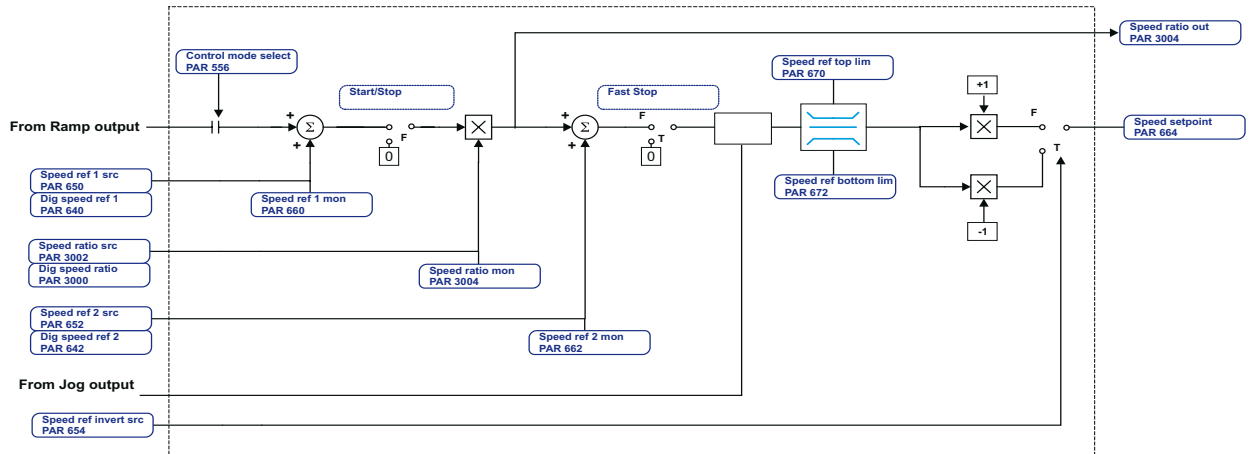 Speed ratio out
PAR 3004
Control mode select
PAR 556
Speed ref top lim
PAR 670
Start/Stop
Fast Stop
+1
From Ramp output
+
Σ
+
F
0
+
Σ
+
F
T
0
F
T
Speed setpoint
PAR 664
Speed ref 1 src
PAR 650
Dig speed ref 1
PAR 640
Speed ref 1 mon
PAR 660
Speed ref bottom lim
PAR 672
-1
Speed ratio src
PAR 3002
Dig speed ratio
PAR 3000
Speed ratio mon
PAR 3004
Speed ref 2 src
PAR 652
Dig speed ref 2
PAR 642
Speed ref 2 mon
PAR 662
From Jog output
Speed ref invert src
PAR 654